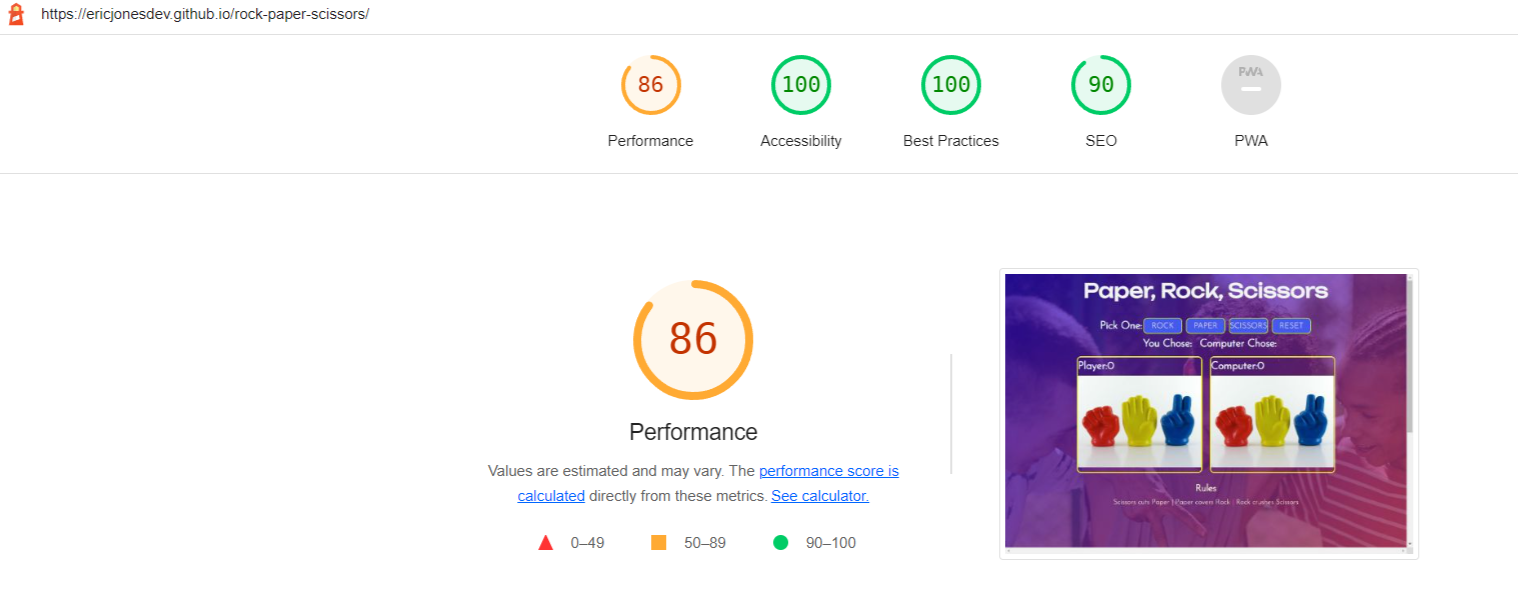 https://ericjonesdev.github.io/rock-paper-scissors/
86
100
100
90
PWA
Performance
Accessibility
Best Practices
SEO
PWA
86
Performance
Values are estimated and may vary. The performance score is
calculated directly from these metrics. See calculator.
0–49
50–89
90–100
Paper, Rock, Scissors
Pick One: ROCK PAPER SCISSORS RESET
You Chose: Computer Chose:
Player:0
Computer:0
Rules
Scissors cuts Paper | Paper covers Rock | Rock crushes Scissors